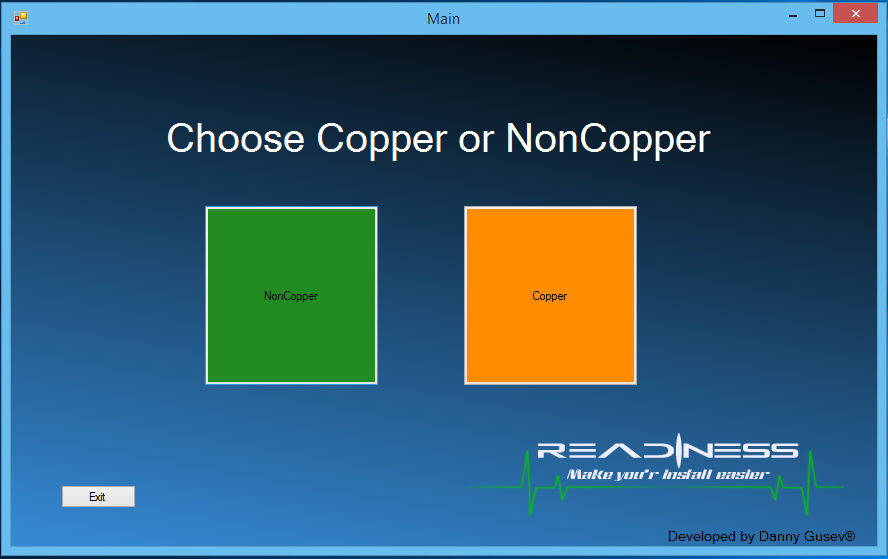 Main
Choose Copper or NonCopper
NonCopper
Copper
READINESS
Make you'r install easier
Exit
Developed by Danny Gusev®